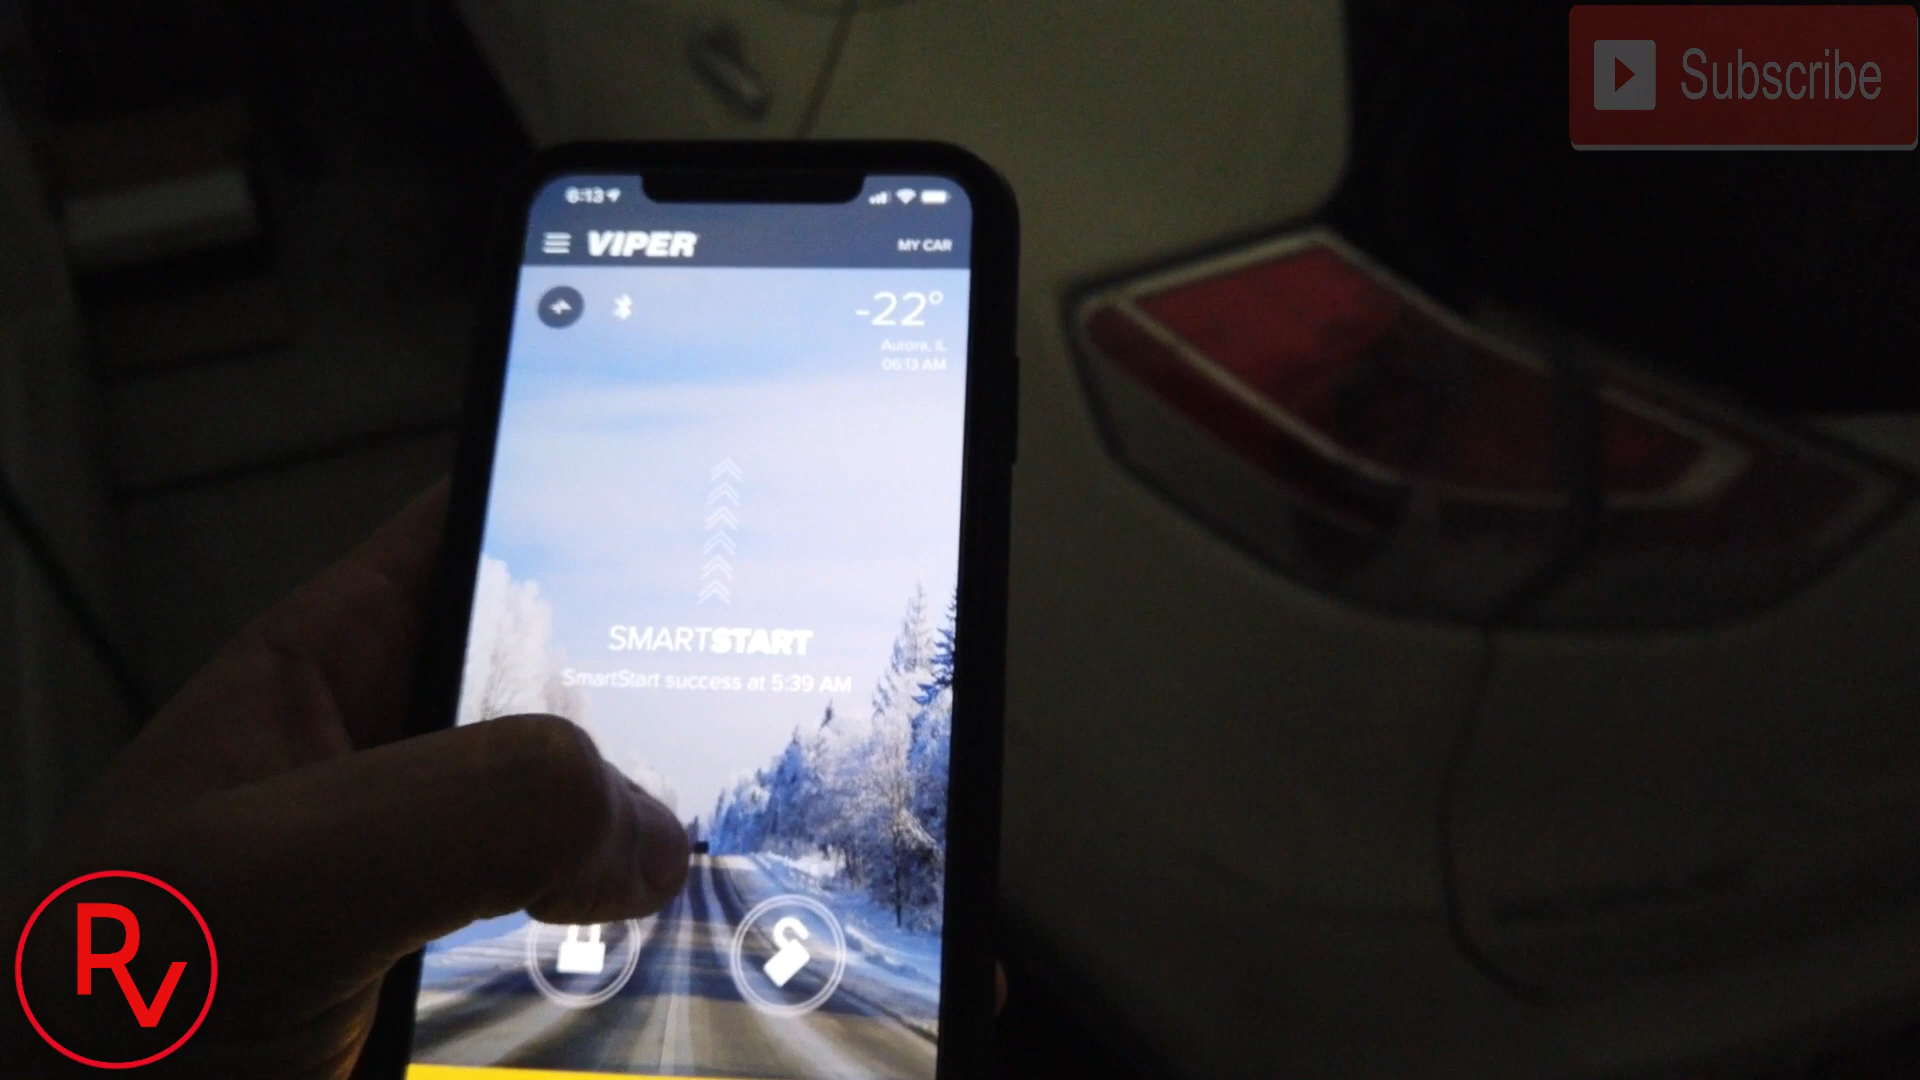 Subscribe
6:13
VIPER
MY CAR
-22°
Aurora, IL
06:13 AM
SMARTSTART
SmartStart success at 5:39 AM
RV